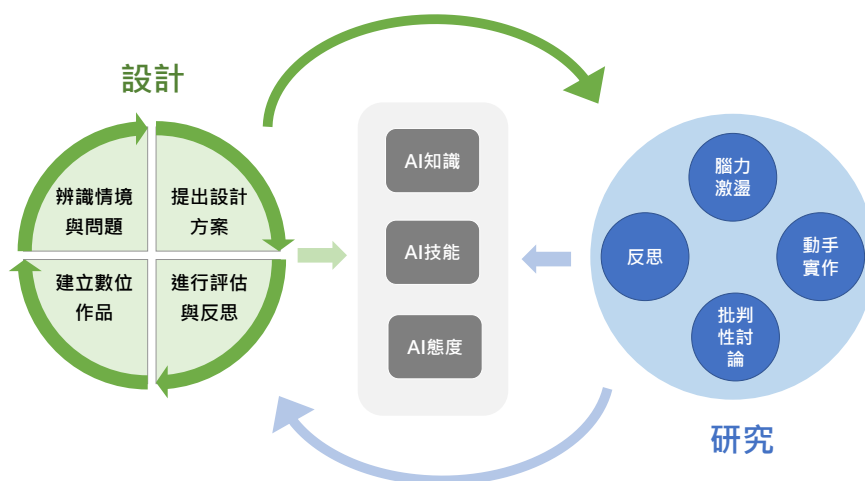 設計
辨識情境
與問題
提出設計
方案
建立數位
作品
進行評估
與反思
AI知識
AI技能
AI態度
腦力
激盪
反思
動手
實作
批判
性討
論
研究